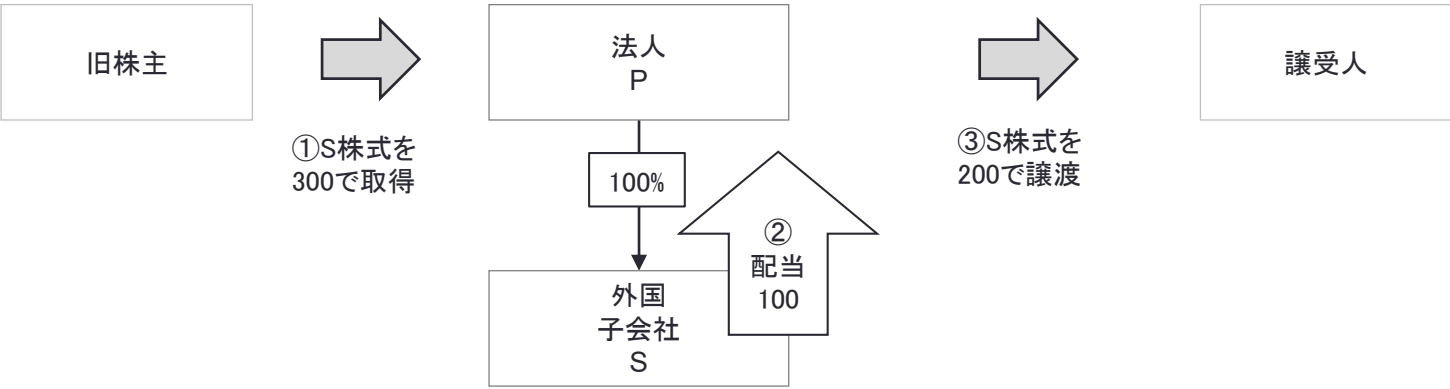 旧株主
法人
P
譲受人
①S株式を
300で取得
③S株式を
200で譲渡
100%
②
配当
100
外国
子会社
S